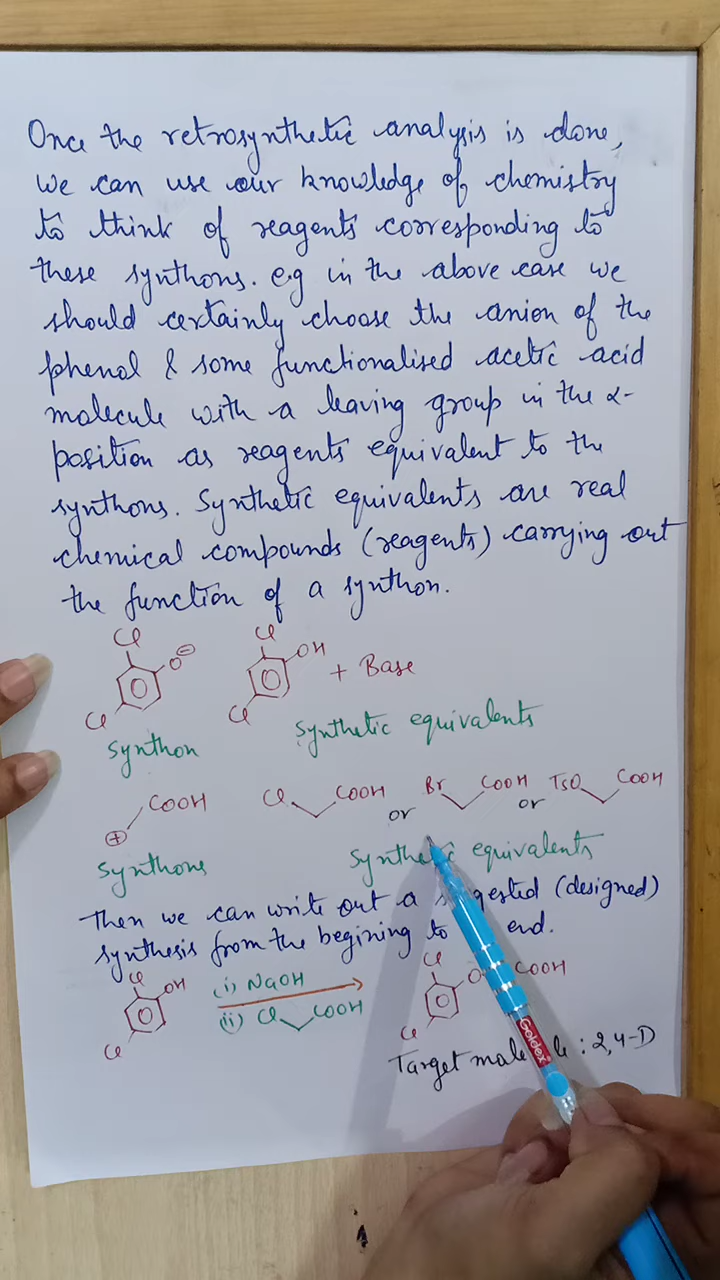 Once the retrosynthetic analysis is done,
we can use our knowledge of chemistry
to think of reagents corresponding to
these synthons. e.g in the above case we
should certainly choose the anion of the
phenol & some functionalised acetic acid
molecule with a leaving group in the α-
position as reagents equivalent to the
synthons. Synthetic equivalents are real
chemical compounds (reagents) carrying out
the function of a synthon.
Cl O⊖ Cl
Cl OH + Base
Cl
Synthon Synthetic equivalents
⊕ COOH Cl COOH or Br COOH or TsO COOH
Synthons Synthetic equivalents
Then we can write out a (designed)
synthesis from the begining to end.
Cl OH Cl (i) NaOH
(ii) Cl COOH
Cl O COOH Cl
Target : 2,4-D
Goldex